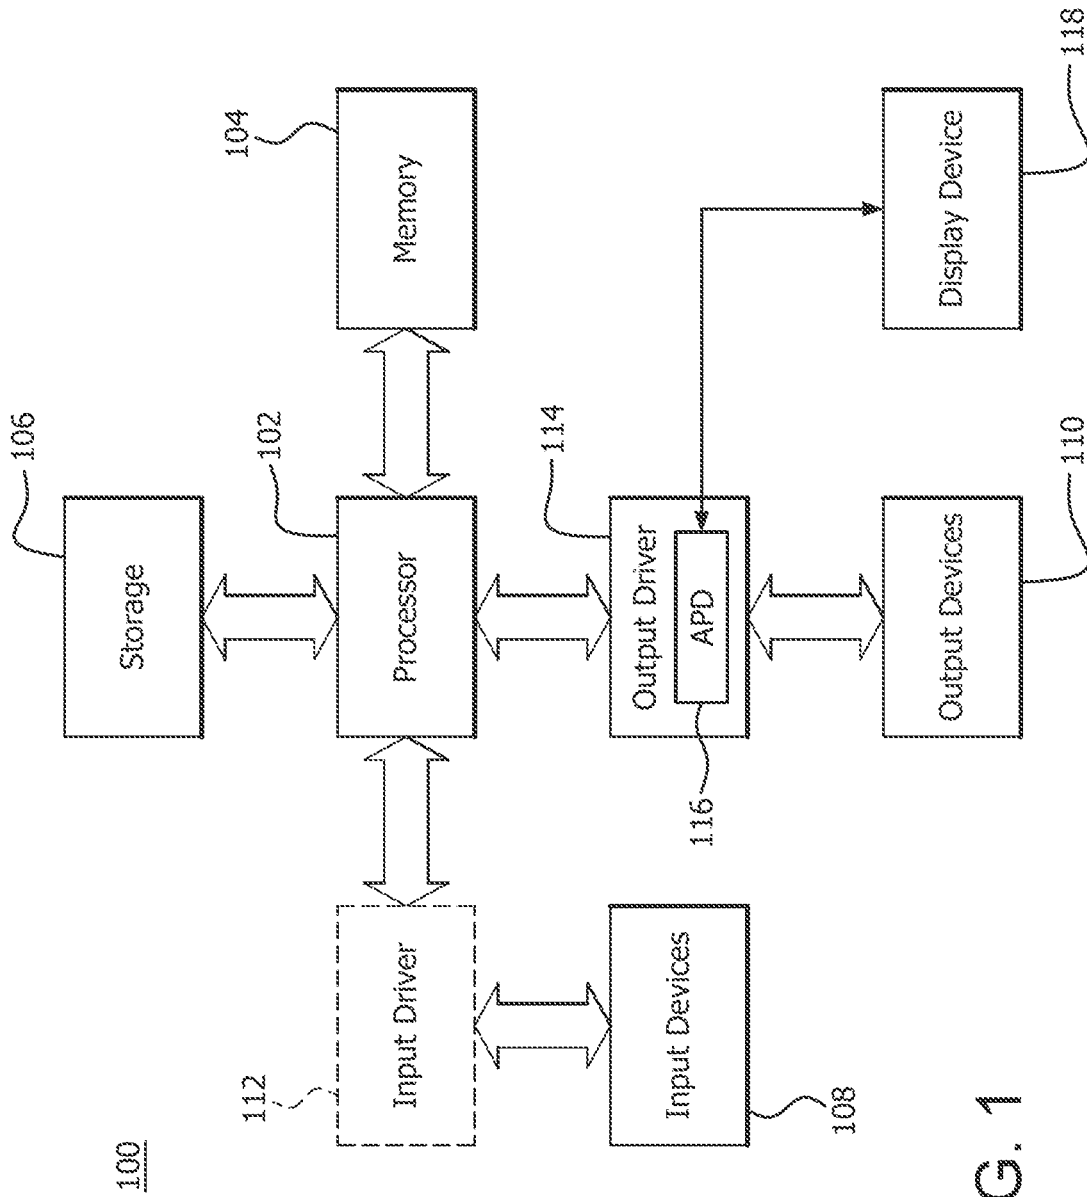 100
112
Input Driver
Input Devices
108
106
Storage
102
Processor
114
Output Driver
APD
116
Output Devices
110
104
Memory
Display Device
118
G. 1